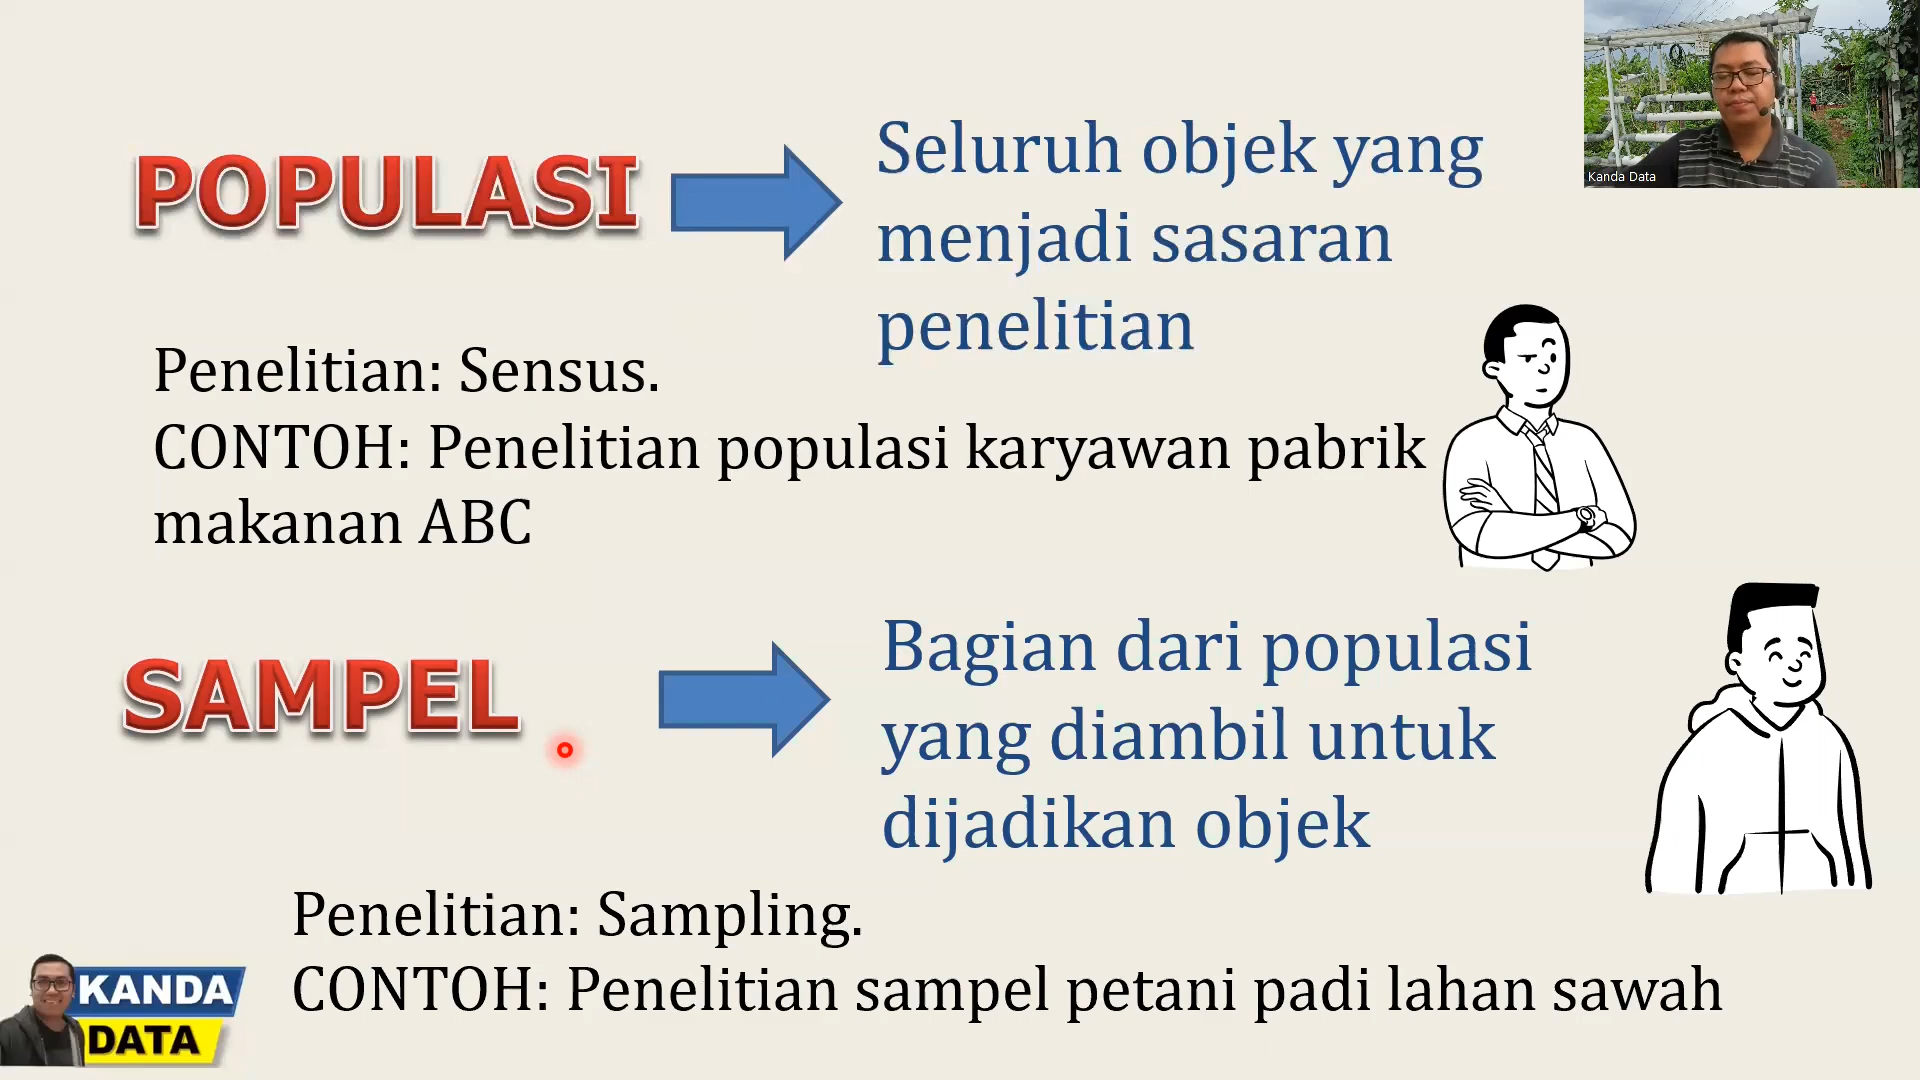 POPULASI
Seluruh objek yang
menjadi sasaran
penelitian
Kanda Data
Penelitian: Sensus.
CONTOH: Penelitian populasi karyawan pabrik
makanan ABC
SAMPEL
Bagian dari populasi
yang diambil untuk
dijadikan objek
Penelitian: Sampling.
CONTOH: Penelitian sampel petani padi lahan sawah
KANDA
DATA